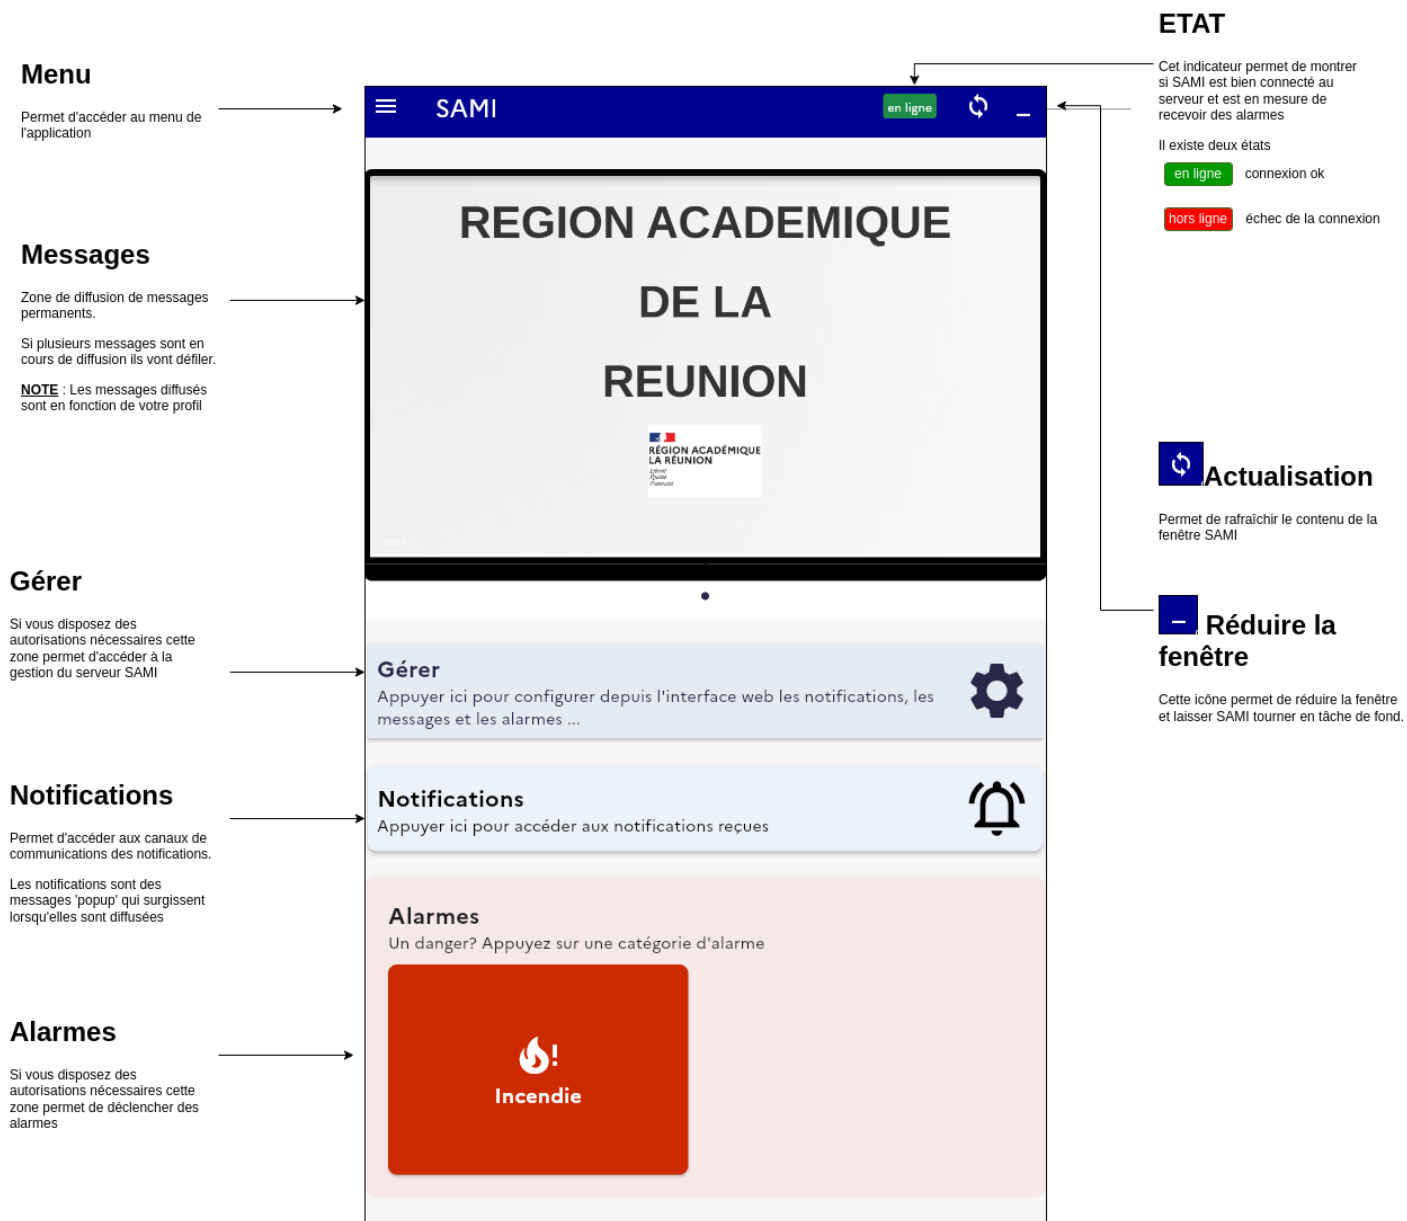 ETAT
Cet indicateur permet de montrer
si SAMI est bien connecté au
serveur et est en mesure de
recevoir des alarmes
Il existe deux états
en ligne connexion ok
hors ligne échec de la connexion
Menu
Permet d'accéder au menu de
l'application
SAMI
en ligne
Messages
Zone de diffusion de messages
permanents.
Si plusieurs messages sont en
cours de diffusion ils vont défiler.
NOTE : Les messages diffusés
sont en fonction de votre profil
REGION ACADEMIQUE
DE LA
REUNION
RÉGION ACADÉMIQUE
LA RÉUNION
Liberté
Égalité
Fraternité
Actualisation
Permet de rafraîchir le contenu de la
fenêtre SAMI
Gérer
Si vous disposez des
autorisations nécessaires cette
zone permet d'accéder à la
gestion du serveur SAMI
Réduire la
fenêtre
Cette icône permet de réduire la fenêtre
et laisser SAMI tourner en tâche de fond.
Gérer
Appuyer ici pour configurer depuis l'interface web les notifications, les
messages et les alarmes ...
Notifications
Permet d'accéder aux canaux de
communications des notifications.
Les notifications sont des
messages 'popup' qui surgissent
lorsqu'elles sont diffusées
Notifications
Appuyer ici pour accéder aux notifications reçues
Alarmes
Un danger? Appuyez sur une catégorie d'alarme
Incendie
Alarmes
Si vous disposez des
autorisations nécessaires cette
zone permet de déclencher des
alarmes